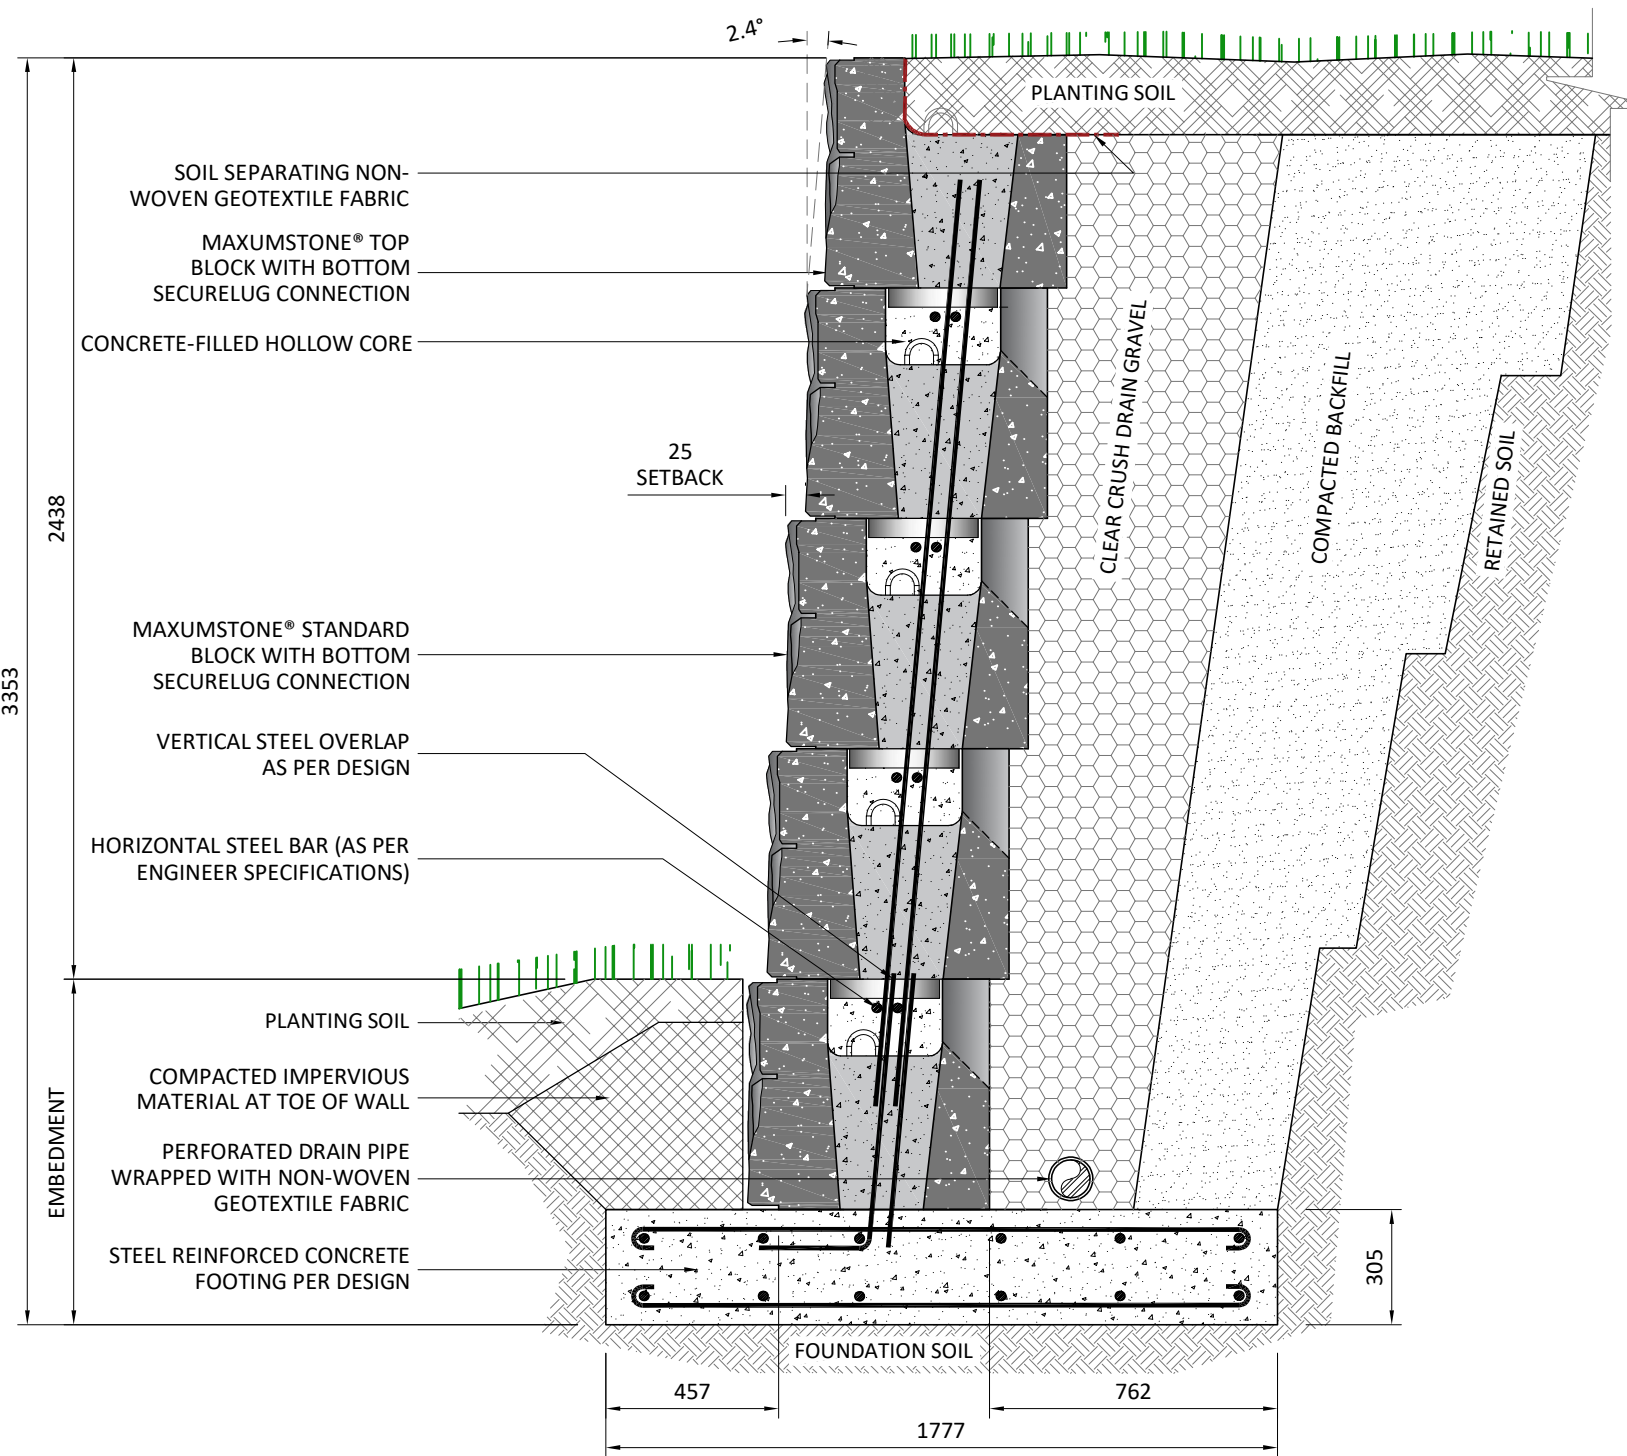 2.4°
PLANTING SOIL
SOIL SEPARATING NON-
WOVEN GEOTEXTILE FABRIC
MAXUMSTONE® TOP
BLOCK WITH BOTTOM
SECURELUG CONNECTION
CONCRETE-FILLED HOLLOW CORE
25
SETBACK
2438
3353
CLEAR CRUSH DRAIN GRAVEL
COMPACTED BACKFILL
RETAINED SOIL
MAXUMSTONE® STANDARD
BLOCK WITH BOTTOM
SECURELUG CONNECTION
VERTICAL STEEL OVERLAP
AS PER DESIGN
HORIZONTAL STEEL BAR (AS PER
ENGINEER SPECIFICATIONS)
PLANTING SOIL
COMPACTED IMPERVIOUS
MATERIAL AT TOE OF WALL
EMBEDMENT
PERFORATED DRAIN PIPE
WRAPPED WITH NON-WOVEN
GEOTEXTILE FABRIC
STEEL REINFORCED CONCRETE
FOOTING PER DESIGN
305
FOUNDATION SOIL
457
762
1777